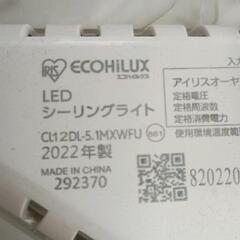 IRIS ECOHiLUX
エコハイルクス
LED
シーリングライト
CL12DL-5.1MXWFU
2022年製
MADE IN CHINA
292370
入
アイリスオーヤ
定格電圧
定格周波数
定格消費電力
使用環境温度範
820220